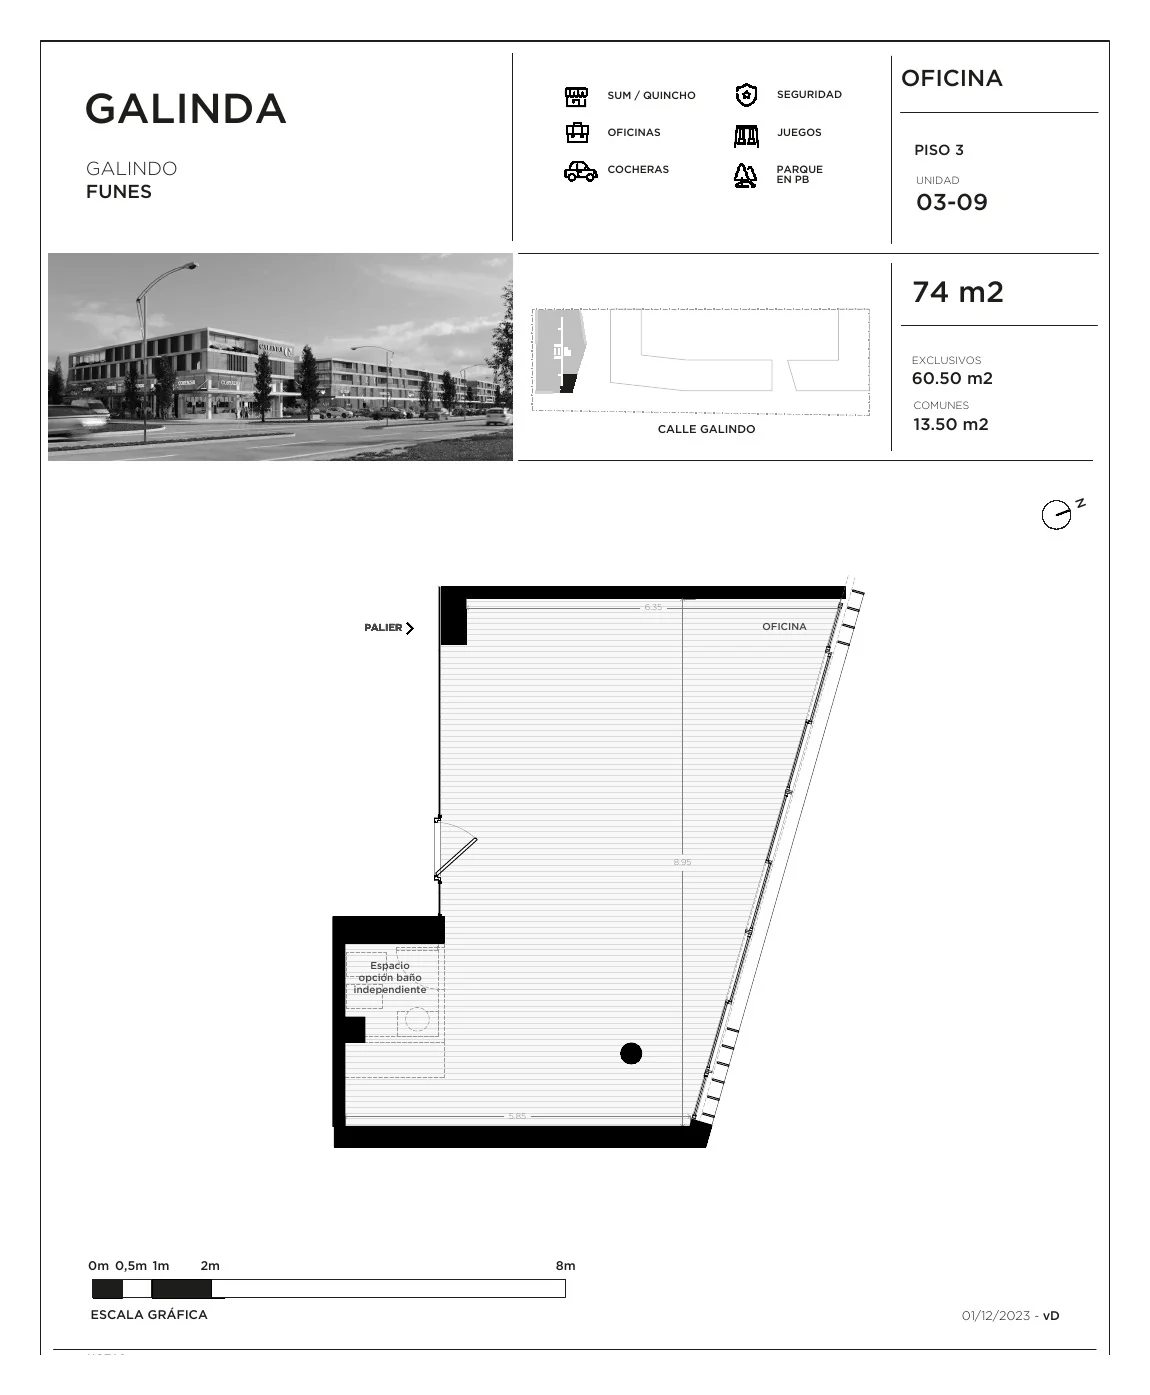 GALINDA
GALINDO
FUNES
SUM / QUINCHO
OFICINAS
COCHERAS
SEGURIDAD
JUEGOS
PARQUE
EN PB
OFICINA
PISO 3
UNIDAD
03-09
GALINDA
CALLE GALINDO
74 m2
EXCLUSIVOS
60.50 m2
COMUNES
13.50 m2
N
6.35
PALIER
OFICINA
8.95
Espacio
opción baño
independiente
5.85
0m 0,5m 1m 2m 8m
ESCALA GRÁFICA
01/12/2023 - vD